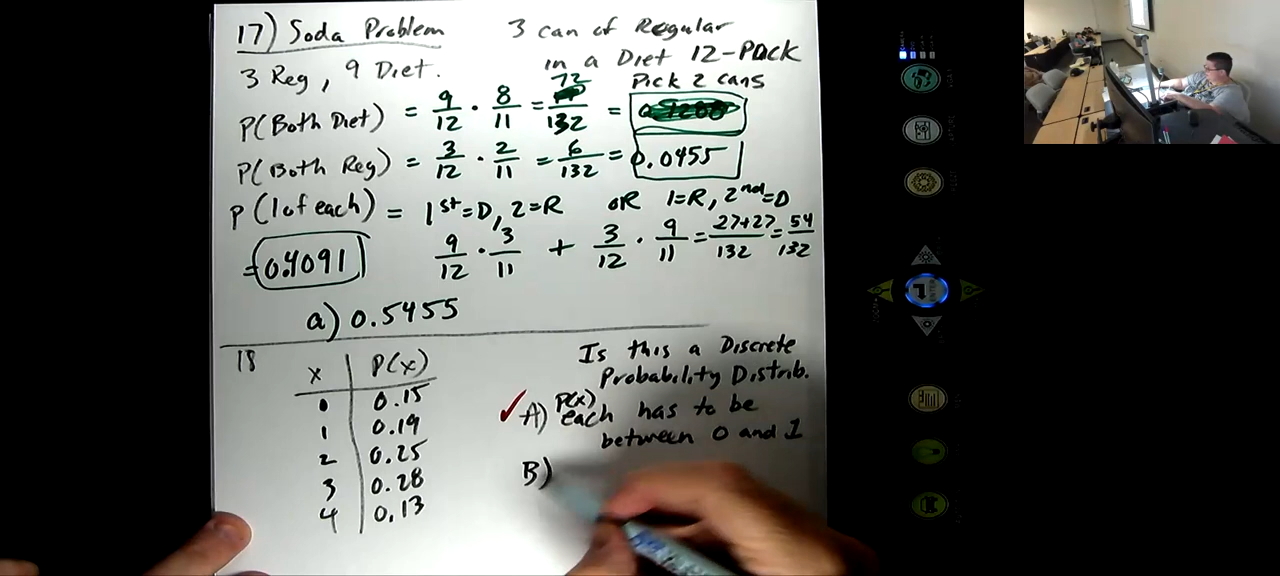 17) Soda Problem 3 can of Regular
in a Diet 12-Pack
3 Reg, 9 Diet. Pick 2 cans
P(Both Diet) = 9/12 · 8/11 = 72/132 =
P(Both Reg) = 3/12 · 2/11 = 6/132 = 0.0455
P(1 of each) = 1st=D, 2=R OR 1=R, 2nd=D
= 0.4091 9/12 · 3/11 + 3/12 · 9/11 = 27+27/132 = 54/132
a) 0.5455
18 Is this a Discrete
x P(x) Probability Distrib.
0 0.15 ✓ A) P(x) each has to be
1 0.19 between 0 and 1
2 0.25 B)
3 0.28
4 0.13
ENTER